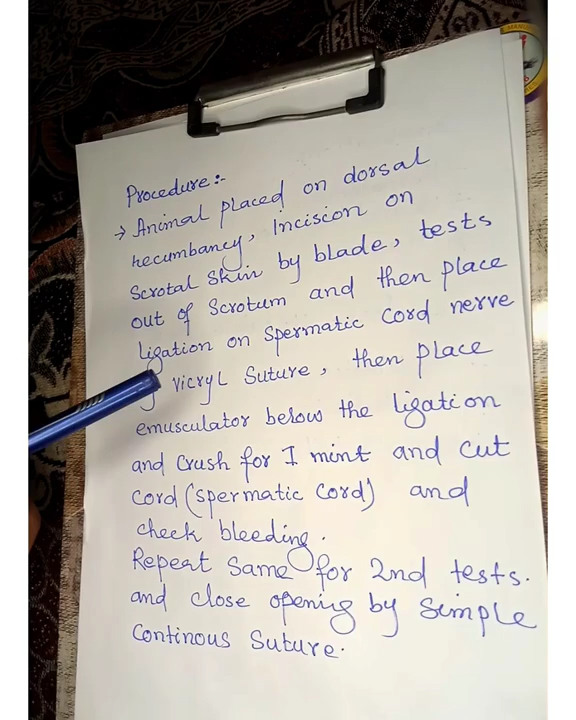 Procedure :-
→ Animal placed on dorsal
recumbancy, incision on
Scrotal Skin by blade, tests
out of Scrotum and then place
ligation on spermatic cord nerve
vicryl Suture, then place
emusculator below the ligation
and crush for 1 mint and cut
cord (spermatic cord) and
check bleeding.
Repeat Same for 2nd tests.
and close opening by simple
Continous Suture.